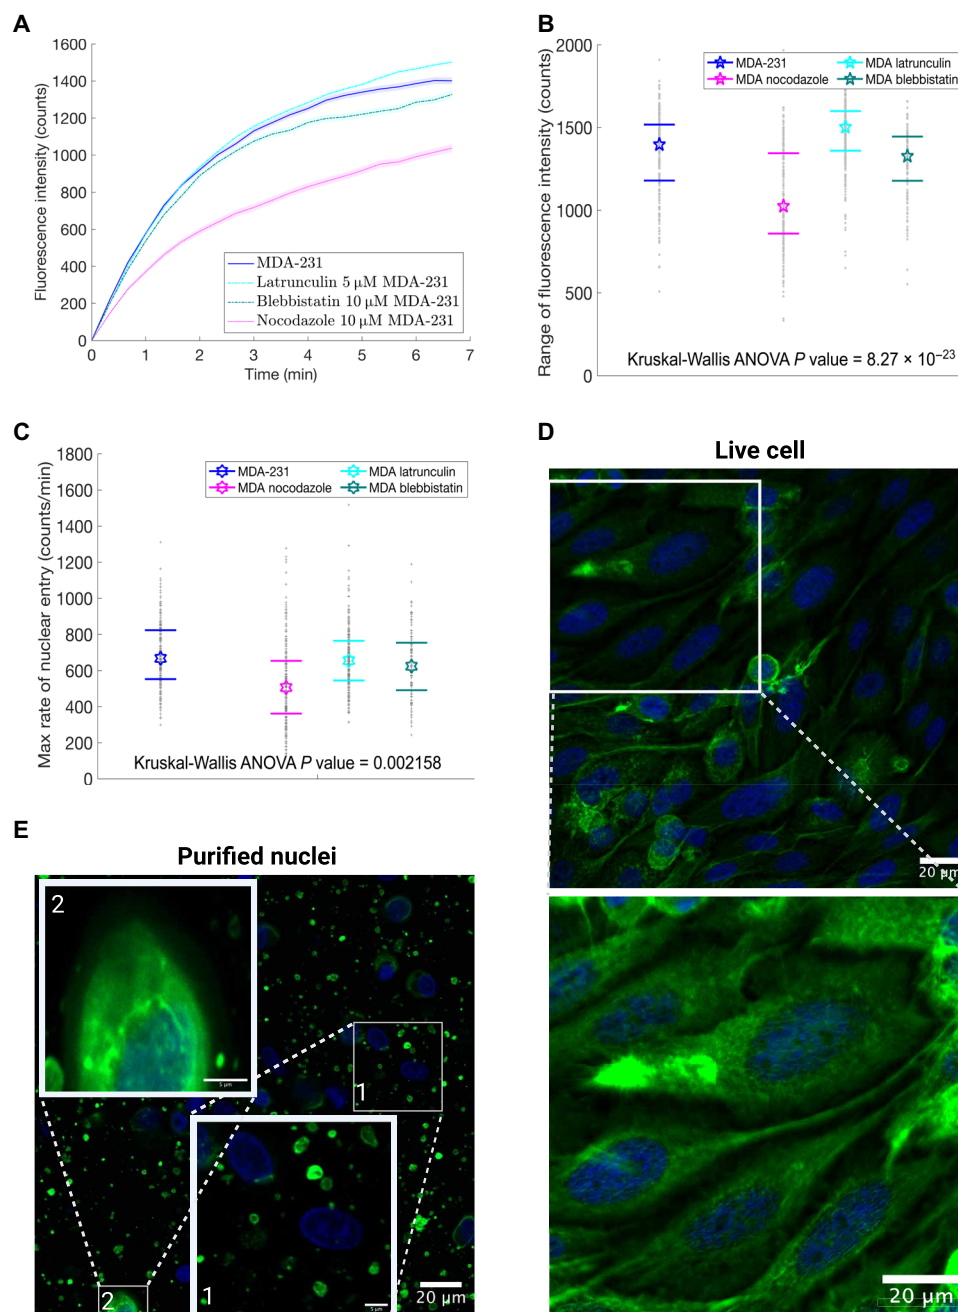 A
1600
1400
1200
1000
800
600
400
200
0
Fluorescence intensity (counts)
0 1 2 3 4 5 6 7
Time (min)
MDA-231
Latrunculin 5 μM MDA-231
Blebbistatin 10 μM MDA-231
Nocodazole 10 μM MDA-231
B
2000
1500
1000
500
0
Range of fluorescence intensity (counts)
MDA-231 MDA latrunculin
MDA nocodazole MDA blebbistatin
Kruskal-Wallis ANOVA P value = 8.27 × 10⁻²³
C
1800
1600
1400
1200
1000
800
600
400
200
0
Max rate of nuclear entry (counts/min)
MDA-231 MDA latrunculin
MDA nocodazole MDA blebbistatin
Kruskal-Wallis ANOVA P value = 0.002158
D
Live cell
20 μm
20 μm
E
Purified nuclei
2
5 μm
1
1
5 μm
2
20 μm